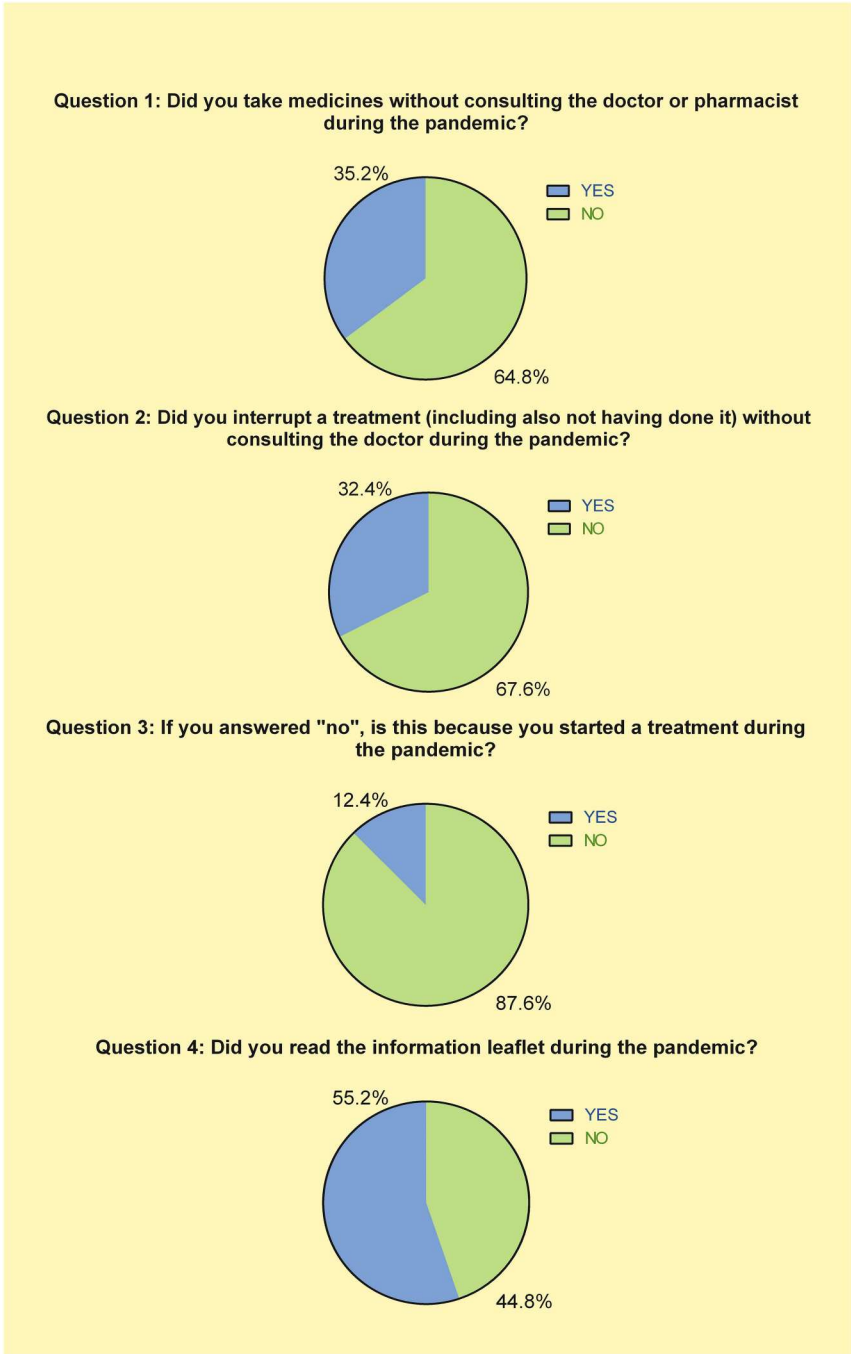 Question 1: Did you take medicines without consulting the doctor or pharmacist
during the pandemic?
35.2%
YES
NO
64.8%
Question 2: Did you interrupt a treatment (including also not having done it) without
consulting the doctor during the pandemic?
32.4%
YES
NO
67.6%
Question 3: If you answered "no", is this because you started a treatment during
the pandemic?
12.4%
YES
NO
87.6%
Question 4: Did you read the information leaflet during the pandemic?
55.2%
YES
NO
44.8%